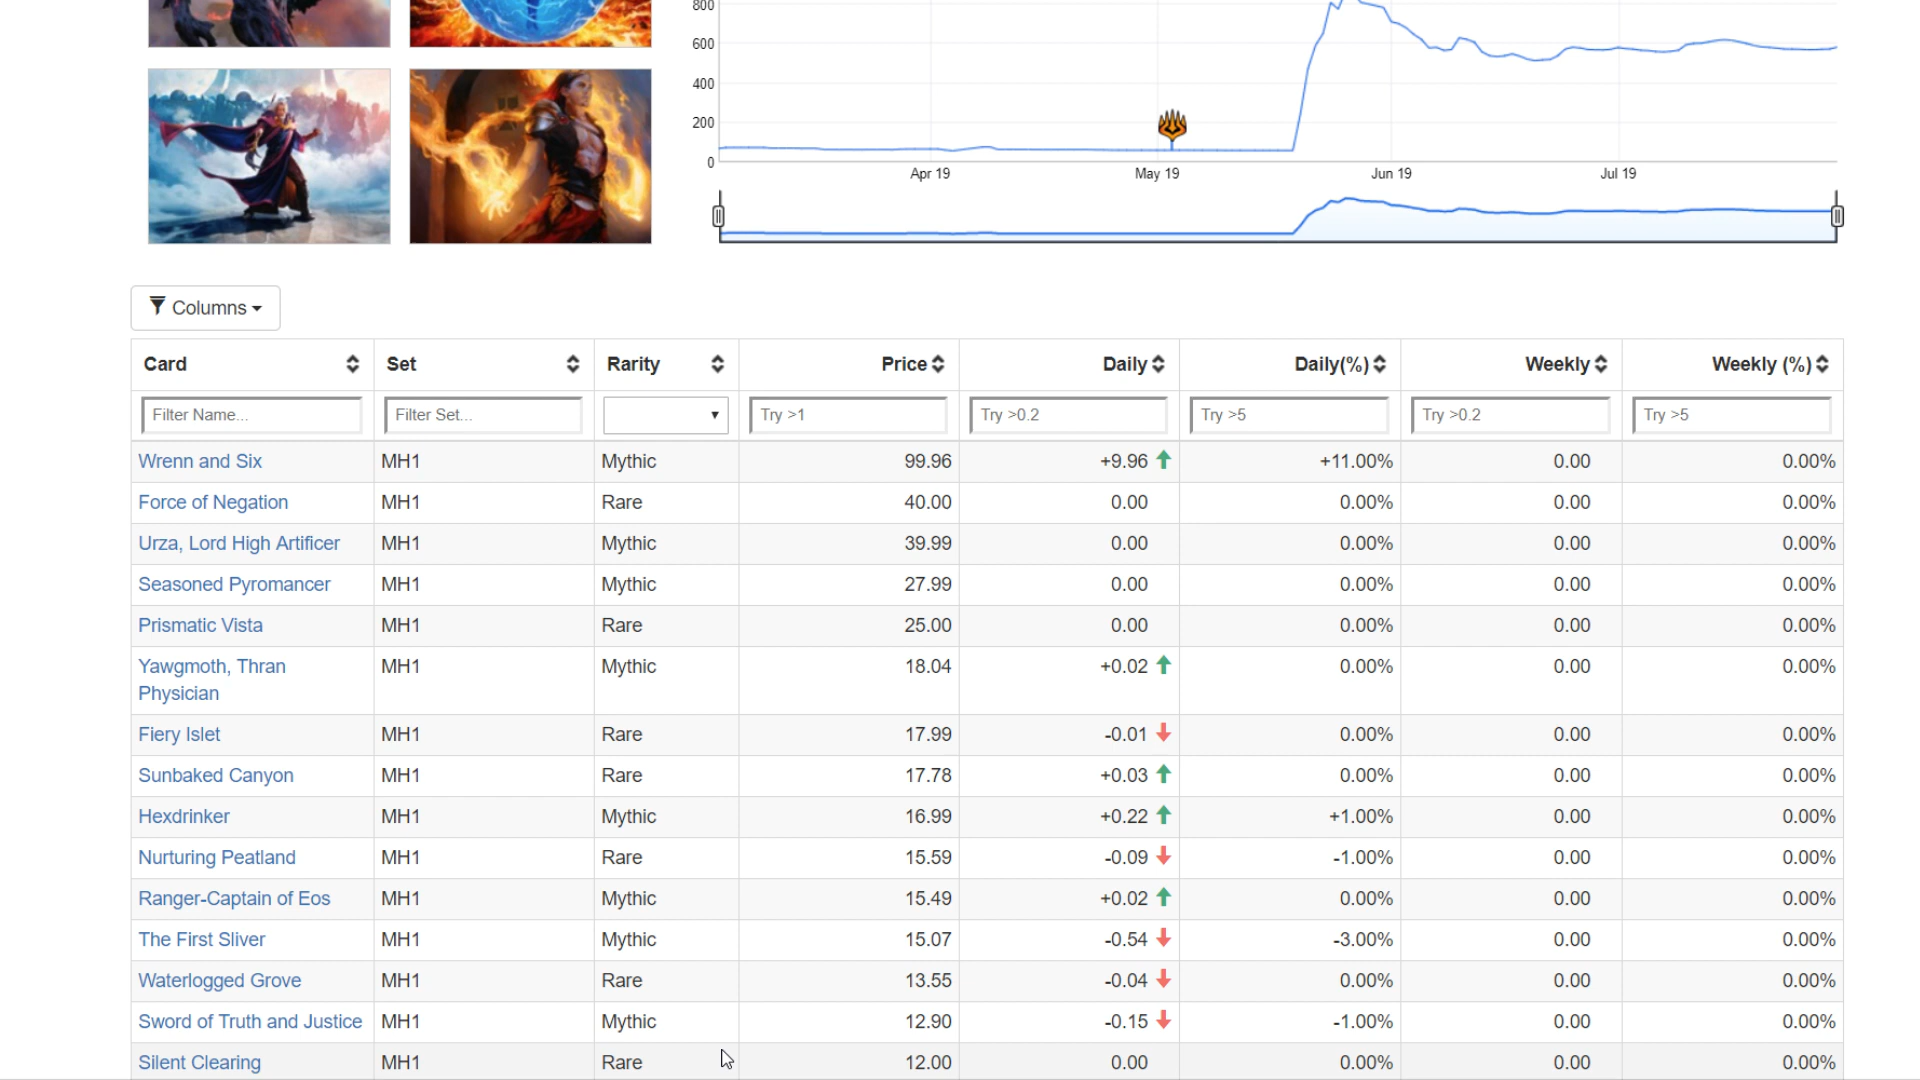 800
600
400
200
0
Apr 19 May 19 Jun 19 Jul 19
Columns
Card Set Rarity Price Daily Daily(%) Weekly Weekly (%)
Filter Name... Filter Set... Try >1 Try >0.2 Try >5 Try >0.2 Try >5
Wrenn and Six MH1 Mythic 99.96 +9.96 +11.00% 0.00 0.00%
Force of Negation MH1 Rare 40.00 0.00 0.00% 0.00 0.00%
Urza, Lord High Artificer MH1 Mythic 39.99 0.00 0.00% 0.00 0.00%
Seasoned Pyromancer MH1 Mythic 27.99 0.00 0.00% 0.00 0.00%
Prismatic Vista MH1 Rare 25.00 0.00 0.00% 0.00 0.00%
Yawgmoth, Thran MH1 Mythic 18.04 +0.02 0.00% 0.00 0.00%
Physician
Fiery Islet MH1 Rare 17.99 -0.01 0.00% 0.00 0.00%
Sunbaked Canyon MH1 Rare 17.78 +0.03 0.00% 0.00 0.00%
Hexdrinker MH1 Mythic 16.99 +0.22 +1.00% 0.00 0.00%
Nurturing Peatland MH1 Rare 15.59 -0.09 -1.00% 0.00 0.00%
Ranger-Captain of Eos MH1 Mythic 15.49 +0.02 0.00% 0.00 0.00%
The First Sliver MH1 Mythic 15.07 -0.54 -3.00% 0.00 0.00%
Waterlogged Grove MH1 Rare 13.55 -0.04 0.00% 0.00 0.00%
Sword of Truth and Justice MH1 Mythic 12.90 -0.15 -1.00% 0.00 0.00%
Silent Clearing MH1 Rare 12.00 0.00 0.00% 0.00 0.00%